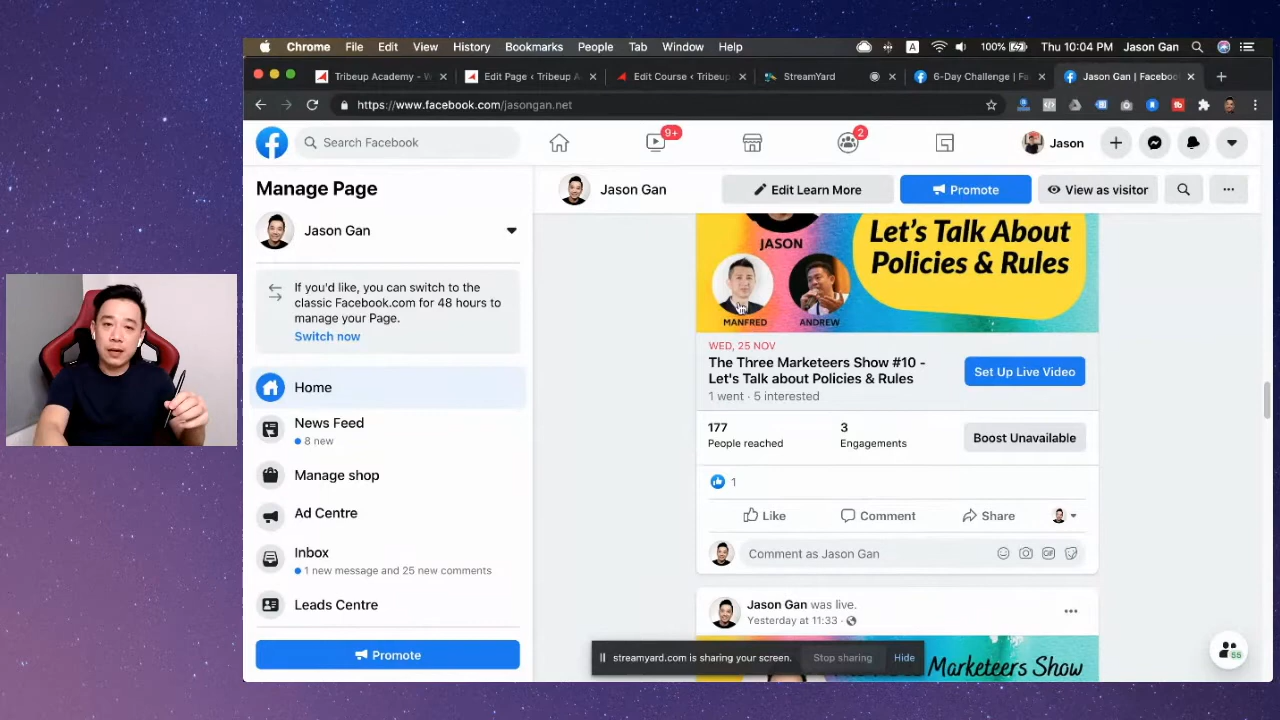 Chrome File Edit View History Bookmarks People Tab Window Help
A 100% Thu 10:04 PM Jason Gan
Tribeup Academy - W
Edit Page ‹ Tribeup A
Edit Course ‹ Tribeup
StreamYard
6-Day Challenge | Fa
Jason Gan | Facebook
https://www.facebook.com/jasongan.net
Search Facebook
9+
2
Jason
Manage Page
Jason Gan
If you'd like, you can switch to the
classic Facebook.com for 48 hours to
manage your Page.
Switch now
Home
News Feed
8 new
Manage shop
Ad Centre
Inbox
1 new message and 25 new comments
Leads Centre
Promote
Jason Gan
Edit Learn More
Promote
View as visitor
JASON
MANFRED
ANDREW
Let's Talk About
Policies & Rules
WED, 25 NOV
The Three Marketeers Show #10 -
Let's Talk about Policies & Rules
1 went · 5 interested
Set Up Live Video
177
People reached
3
Engagements
Boost Unavailable
1
Like
Comment
Share
Comment as Jason Gan
GIF
Jason Gan was live.
Yesterday at 11:33 ·
Marketeers Show
streamyard.com is sharing your screen.
Stop sharing
Hide
55